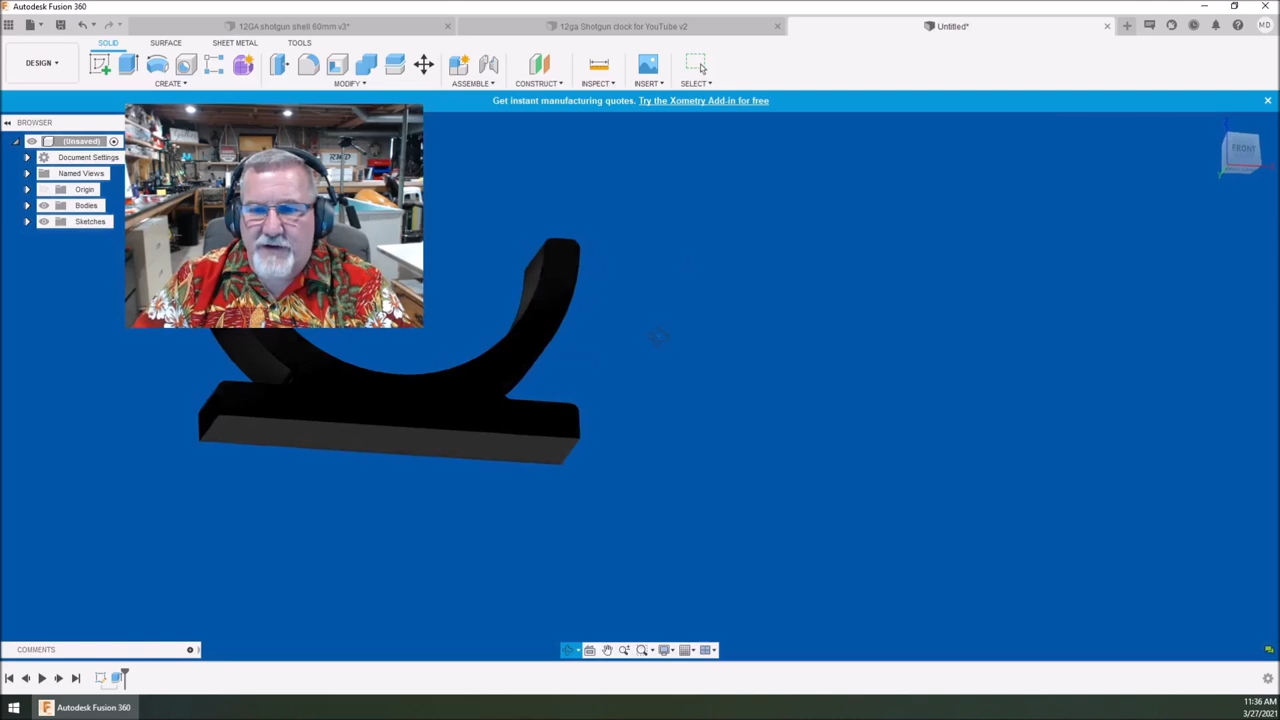 Autodesk Fusion 360
12GA shotgun shell 60mm v3*
12ga Shotgun clock for YouTube v2
Untitled*
MD
DESIGN
SOLID
SURFACE
SHEET METAL
TOOLS
CREATE
MODIFY
ASSEMBLE
CONSTRUCT
INSPECT
INSERT
SELECT
Get instant manufacturing quotes. Try the Xometry Add-in for free
BROWSER
(Unsaved)
Document Settings
Named Views
Origin
Bodies
Sketches
FRONT
COMMENTS
Autodesk Fusion 360
11:36 AM
3/27/2021